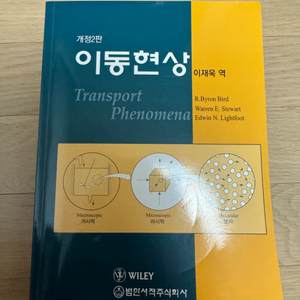 개정2판
이동현상 이재욱 역
Transport
Phenomena
R.Byron Bird
Warren E. Stewart
Edwin N. Lightfoot
Macroscopic
거시적
Microscopic
미시적
Molecular
분자
WILEY
범한서적주식회사